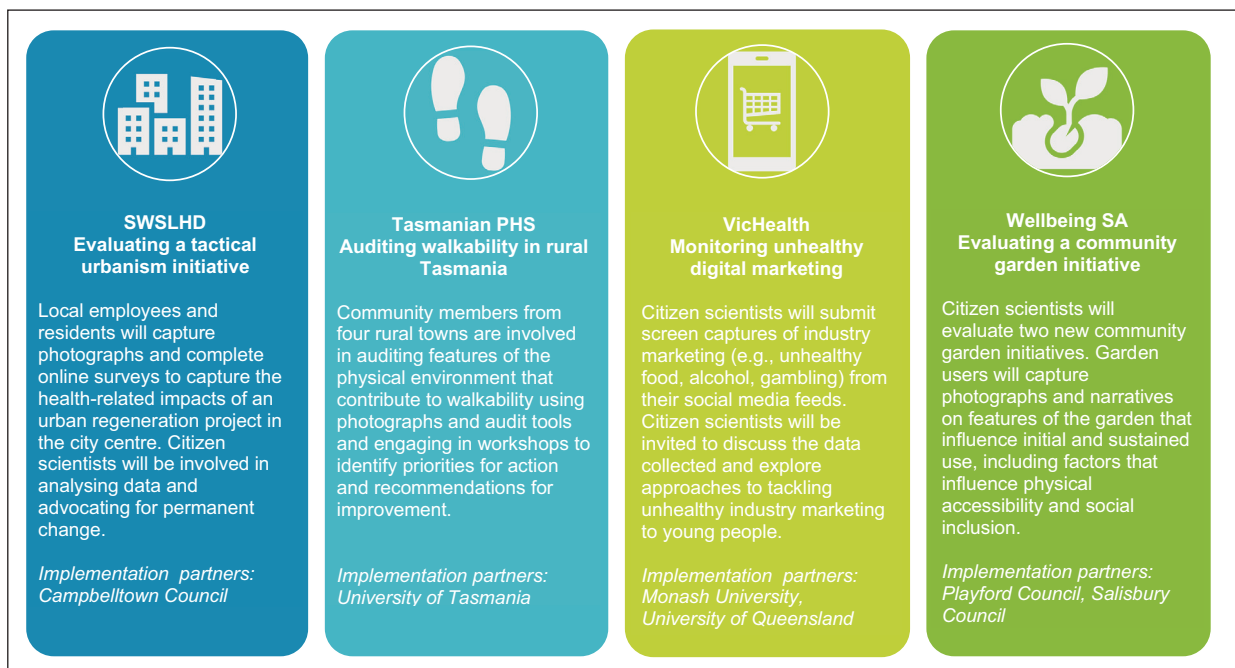 SWSLHD
Evaluating a tactical
urbanism initiative
Local employees and
residents will capture
photographs and complete
online surveys to capture the
health-related impacts of an
urban regeneration project in
the city centre. Citizen
scientists will be involved in
analysing data and
advocating for permanent
change.
Implementation partners:
Campbelltown Council
Tasmanian PHS
Auditing walkability in rural
Tasmania
Community members from
four rural towns are involved
in auditing features of the
physical environment that
contribute to walkability using
photographs and audit tools
and engaging in workshops to
identify priorities for action
and recommendations for
improvement.
Implementation partners:
University of Tasmania
VicHealth
Monitoring unhealthy
digital marketing
Citizen scientists will submit
screen captures of industry
marketing (e.g., unhealthy
food, alcohol, gambling) from
their social media feeds.
Citizen scientists will be
invited to discuss the data
collected and explore
approaches to tackling
unhealthy industry marketing
to young people.
Implementation partners:
Monash University,
University of Queensland
Wellbeing SA
Evaluating a community
garden initiative
Citizen scientists will
evaluate two new community
garden initiatives. Garden
users will capture
photographs and narratives
on features of the garden that
influence initial and sustained
use, including factors that
influence physical
accessibility and social
inclusion.
Implementation partners:
Playford Council, Salisbury
Council